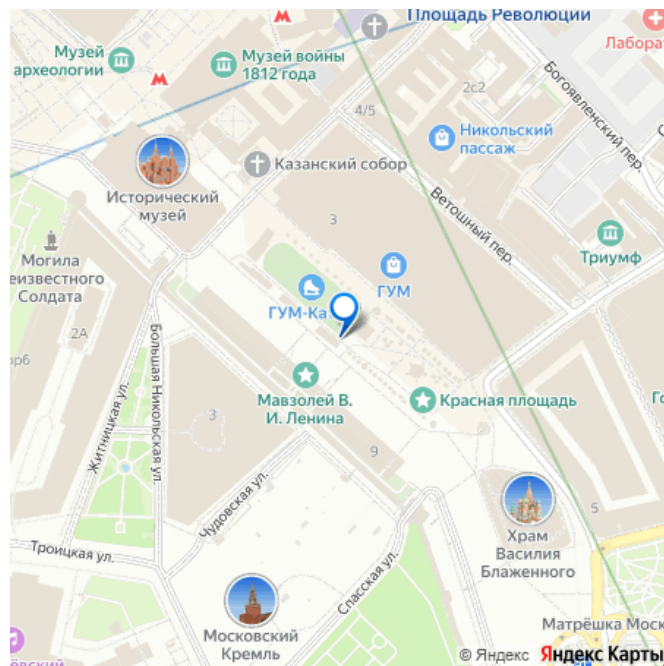 Площадь Революции
Лабора
Музей
археологии
Музей войны
1812 года
М
М
2с2
4/5
Богоявленский пер.
Никольский
пассаж
Казанский собор
Исторический
музей
Ветошный пер.
3
Могила
еизвестного
Солдата
ГУМ
Триумф
ГУМ-Ка
2А
орб
Большая Никольская ул.
Житницкая ул.
Мавзолей В.
И. Ленина
Красная площадь
Го
3
9
5
Чудовская ул.
Храм
Василия
Блаженного
Троицкая ул.
Спасская ул.
Московский
Кремль
Матрёшка Моск
ёвский
© Яндекс Яндекс Карты